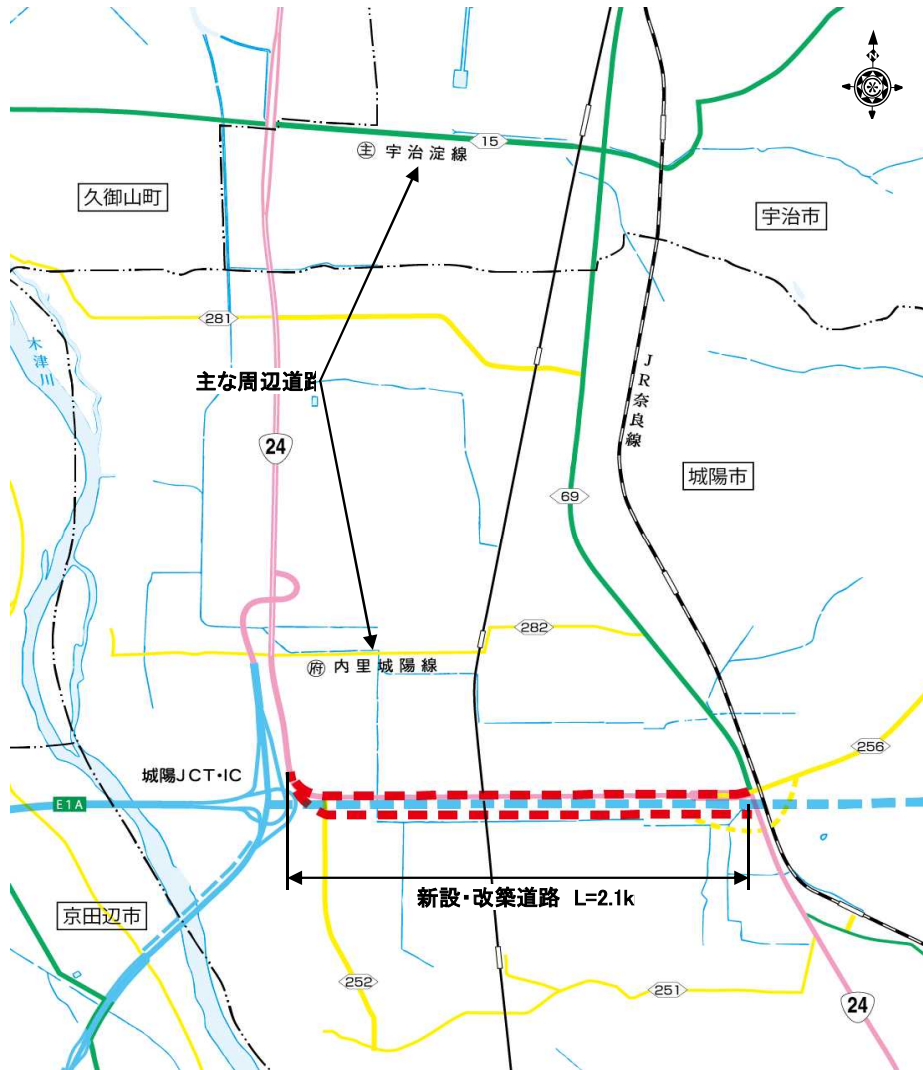 N
15
㊟ 宇治淀線
久御山町
宇治市
281
木津川
主な周辺道路
JR奈良線
24
城陽市
69
282
府 内里城陽線
256
城陽JCT・IC
E1A
新設・改築道路 L=2.1k
京田辺市
252
251
24